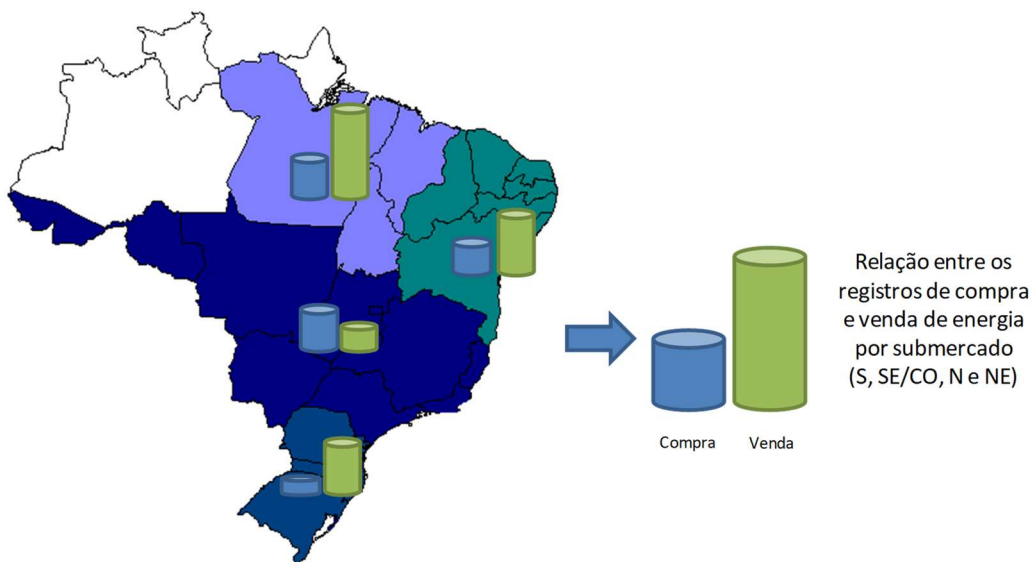 Relação entre os
registros de compra
e venda de energia
por submercado
(S, SE/CO, N e NE)
Compra
Venda